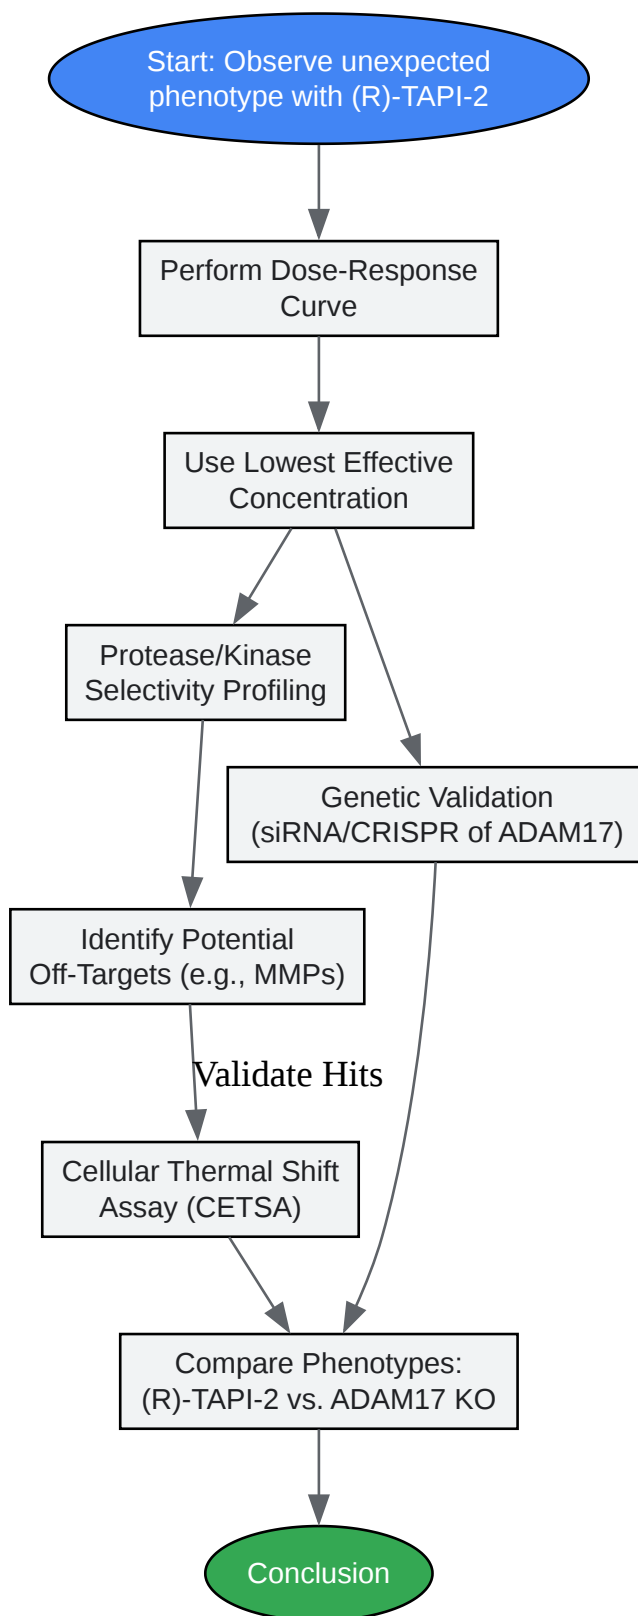 Start: Observe unexpected
phenotype with (R)-TAPI-2
Perform Dose-Response
Curve
Use Lowest Effective
Concentration
Protease/Kinase
Selectivity Profiling
Genetic Validation
(siRNA/CRISPR of ADAM17)
Identify Potential
Off-Targets (e.g., MMPs)
Validate Hits
Cellular Thermal Shift
Assay (CETSA)
Compare Phenotypes:
(R)-TAPI-2 vs. ADAM17 KO
Conclusion